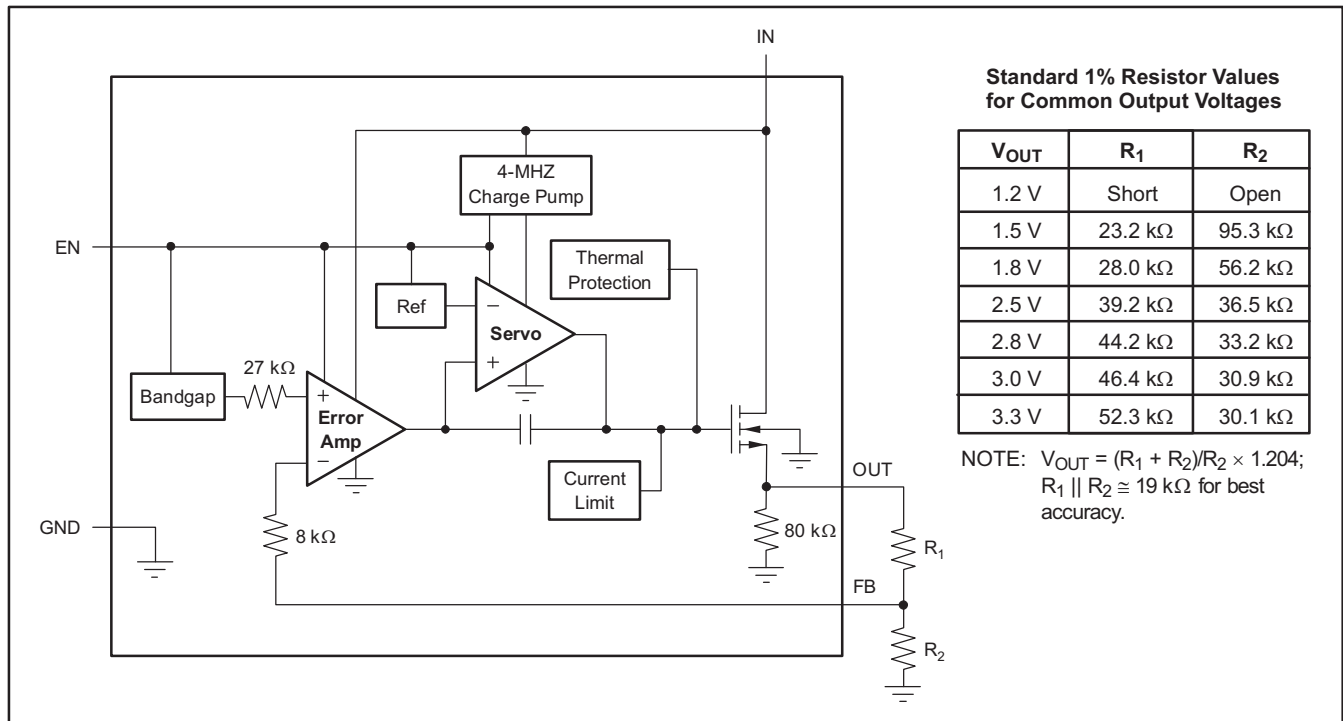 IN
4-MHZ
Charge Pump
EN
Thermal
Protection
Ref
−
Servo
+
27 kΩ
Bandgap
+
Error
Amp
−
Current
Limit
OUT
GND
8 kΩ
80 kΩ
R1
FB
R2
Standard 1% Resistor Values
for Common Output Voltages
VOUT R1 R2
1.2 V Short Open
1.5 V 23.2 kΩ 95.3 kΩ
1.8 V 28.0 kΩ 56.2 kΩ
2.5 V 39.2 kΩ 36.5 kΩ
2.8 V 44.2 kΩ 33.2 kΩ
3.0 V 46.4 kΩ 30.9 kΩ
3.3 V 52.3 kΩ 30.1 kΩ
NOTE: VOUT = (R1 + R2)/R2 × 1.204;
R1 || R2 ≅ 19 kΩ for best
accuracy.